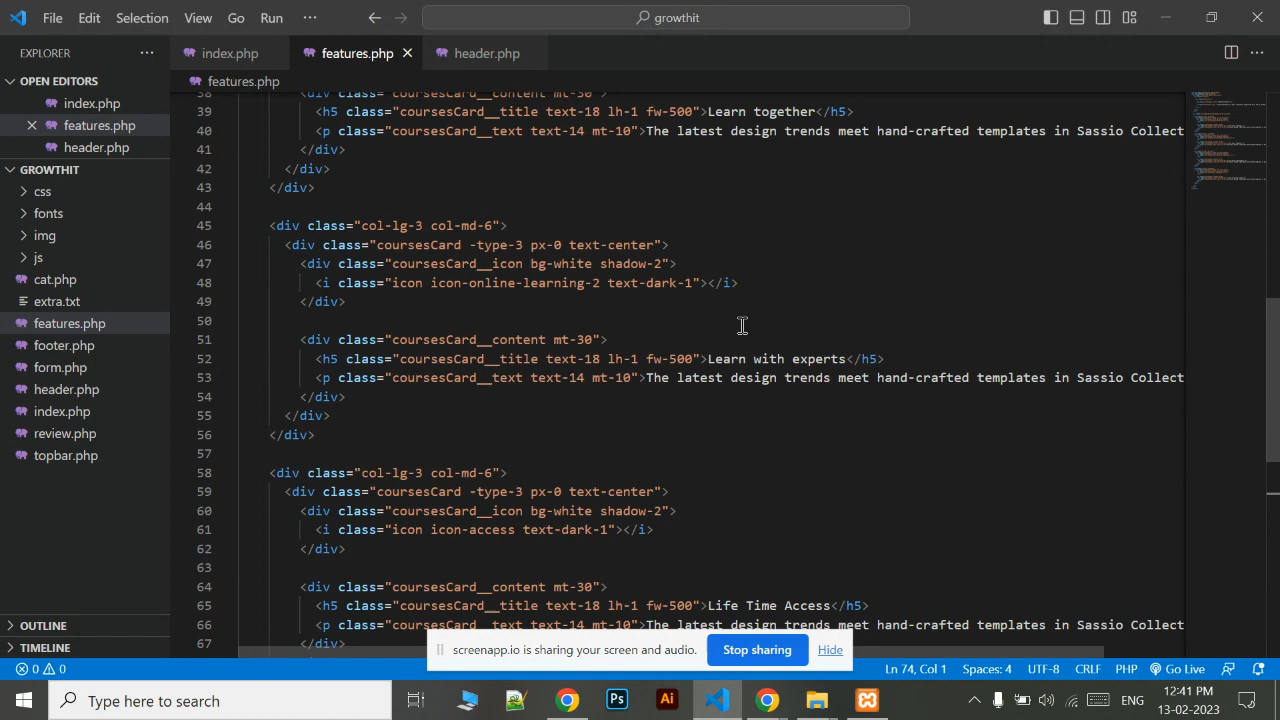 File Edit Selection View Go Run ··· growthit
EXPLORER ···
index.php features.php header.php
OPEN EDITORS
features.php
index.php
features.php
header.php
GROWTHIT
css
fonts
img
js
cat.php
extra.txt
features.php
footer.php
form.php
header.php
index.php
review.php
topbar.php
OUTLINE
TIMELINE
38 <div class="coursesCard__content mt-30">
39 <h5 class="coursesCard__title text-18 lh-1 fw-500">Learn together</h5>
40 <p class="coursesCard__text text-14 mt-10">The latest design trends meet hand-crafted templates in Sassio Collect
41 </div>
42 </div>
43 </div>
44
45 <div class="col-lg-3 col-md-6">
46 <div class="coursesCard -type-3 px-0 text-center">
47 <div class="coursesCard__icon bg-white shadow-2">
48 <i class="icon icon-online-learning-2 text-dark-1"></i>
49 </div>
50
51 <div class="coursesCard__content mt-30">
52 <h5 class="coursesCard__title text-18 lh-1 fw-500">Learn with experts</h5>
53 <p class="coursesCard__text text-14 mt-10">The latest design trends meet hand-crafted templates in Sassio Collect
54 </div>
55 </div>
56 </div>
57
58 <div class="col-lg-3 col-md-6">
59 <div class="coursesCard -type-3 px-0 text-center">
60 <div class="coursesCard__icon bg-white shadow-2">
61 <i class="icon icon-access text-dark-1"></i>
62 </div>
63
64 <div class="coursesCard__content mt-30">
65 <h5 class="coursesCard__title text-18 lh-1 fw-500">Life Time Access</h5>
66 <p class="coursesCard__text text-14 mt-10">The latest design trends meet hand-crafted templates in Sassio Collect
67 </div>
screenapp.io is sharing your screen and audio. Stop sharing Hide
0 0 Ln 74, Col 1 Spaces: 4 UTF-8 CRLF PHP Go Live
Type here to search Ps Ai ENG 12:41 PM
13-02-2023